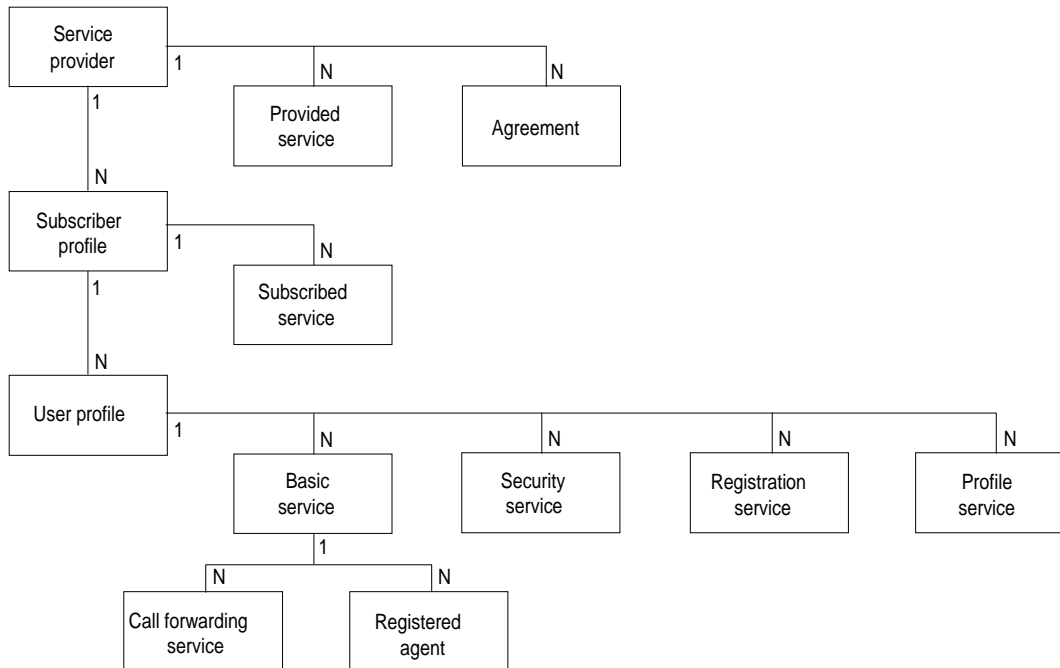 Service
provider
1
N
N
1
Provided
service
Agreement
N
Subscriber
profile
1
N
1
Subscribed
service
N
User profile
1
N
N
N
N
Basic
service
Security
service
Registration
service
Profile
service
1
N
N
Call forwarding
service
Registered
agent